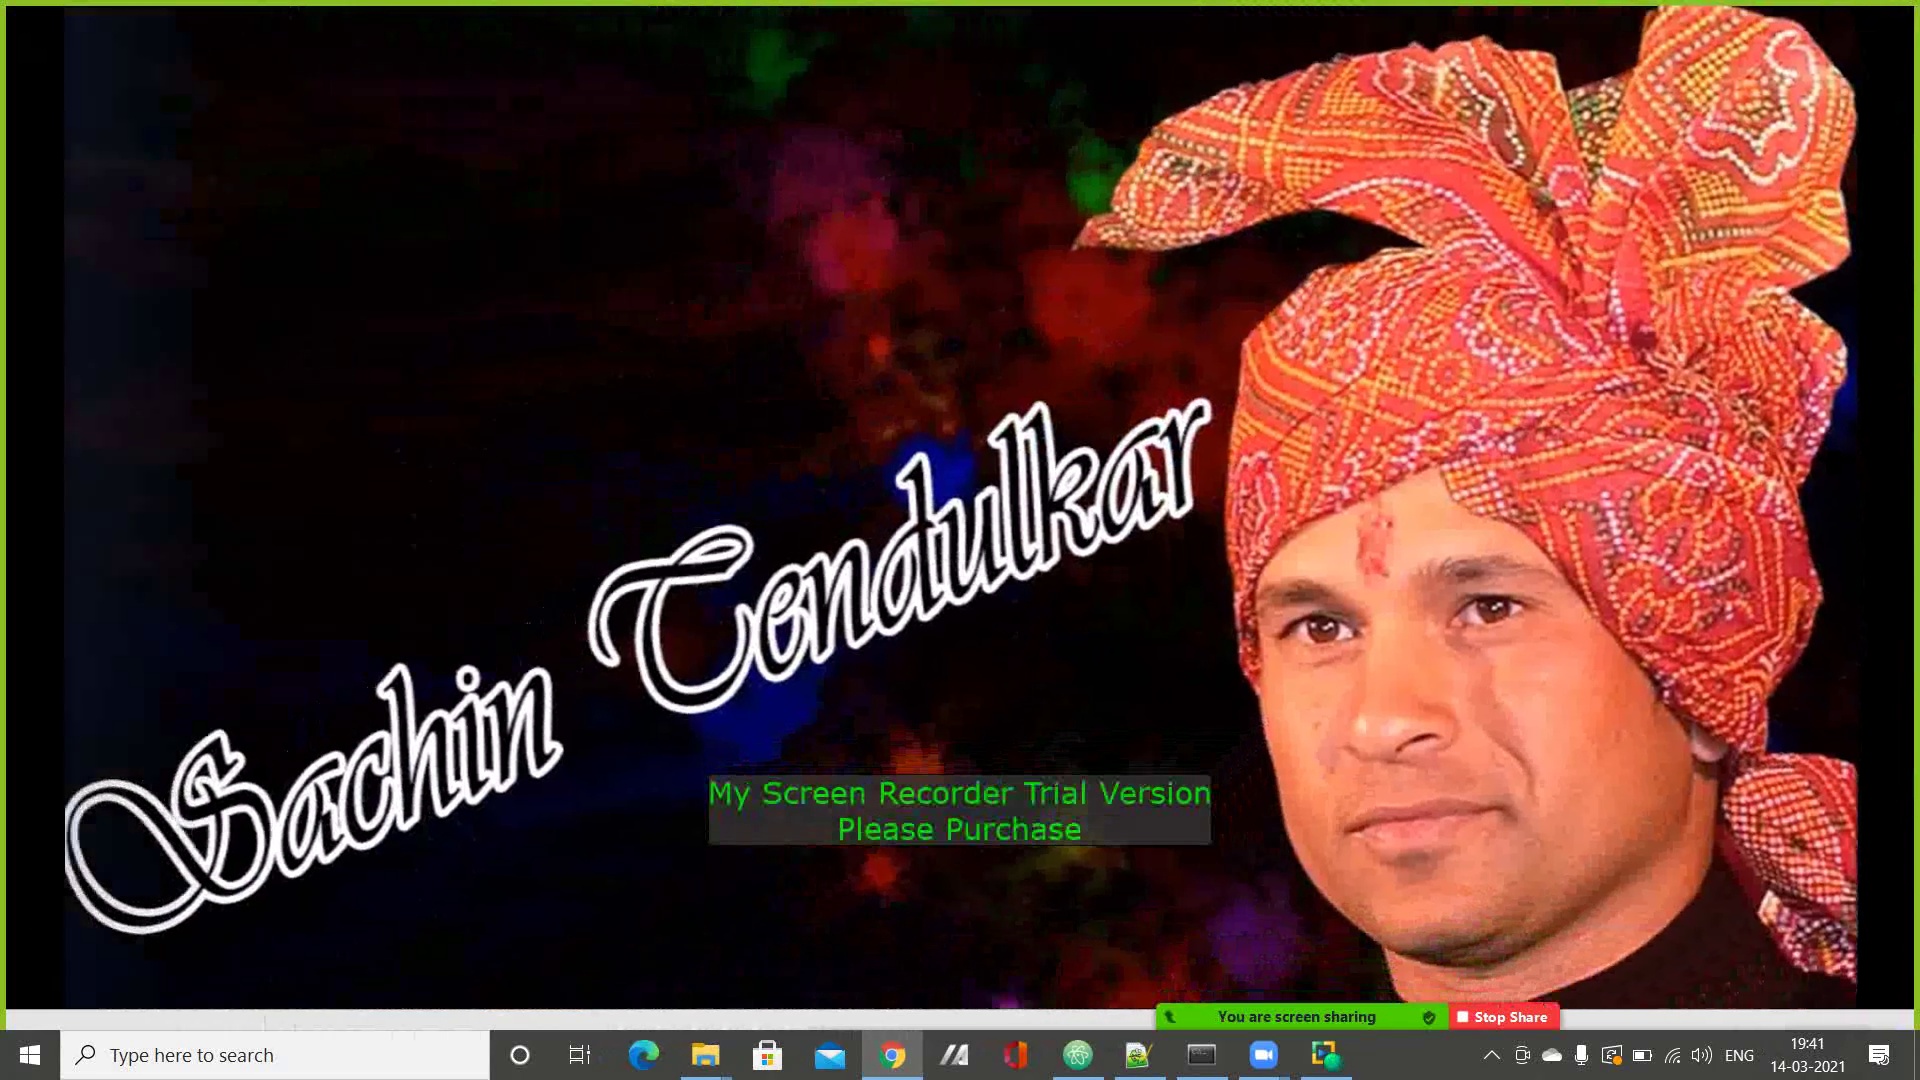 Sachin Tendulkar
My Screen Recorder Trial Version
Please Purchase
You are screen sharing
Stop Share
Type here to search
ENG
19:41
14-03-2021